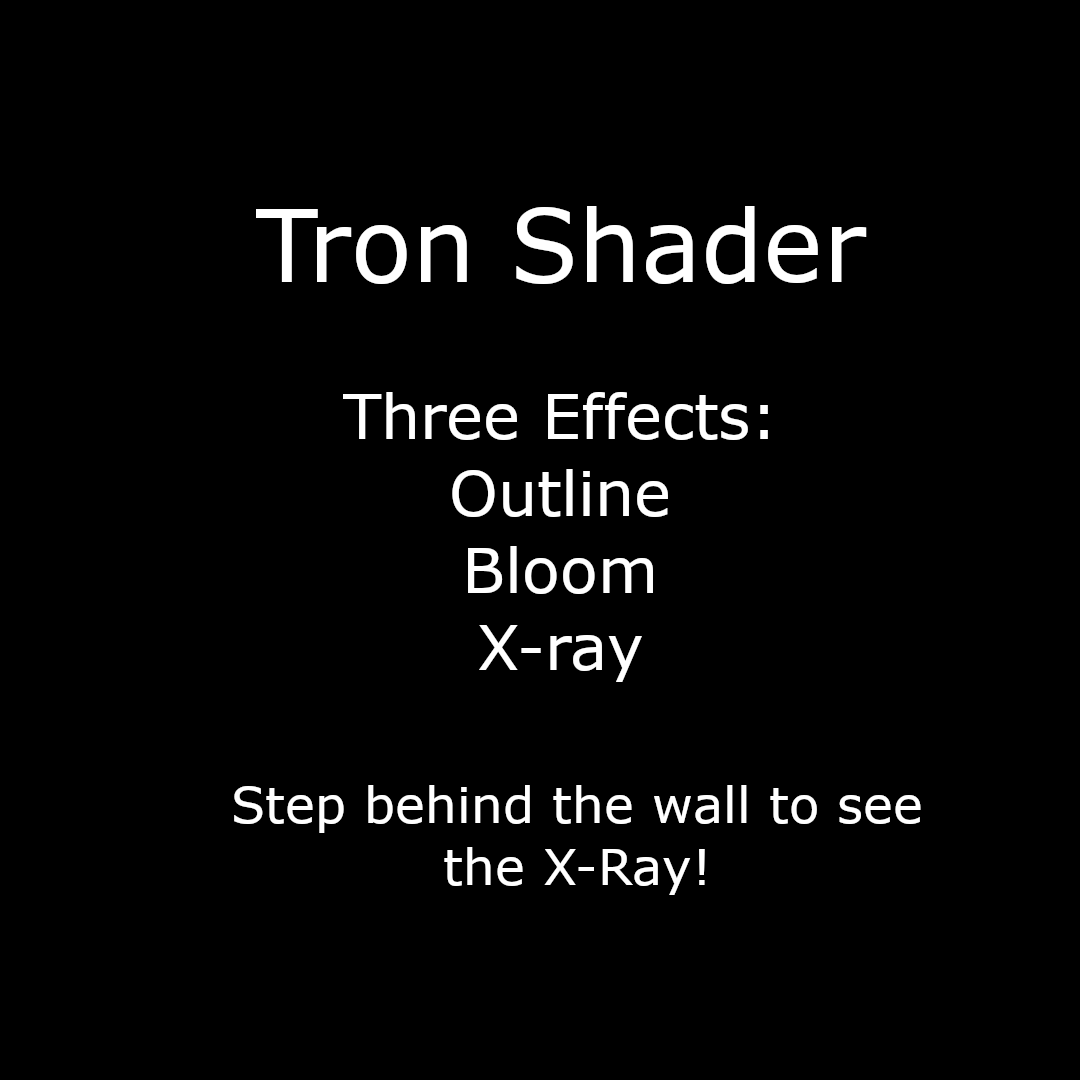 Tron Shader
Three Effects:
Outline
Bloom
X-ray
Step behind the wall to see
the X-Ray!